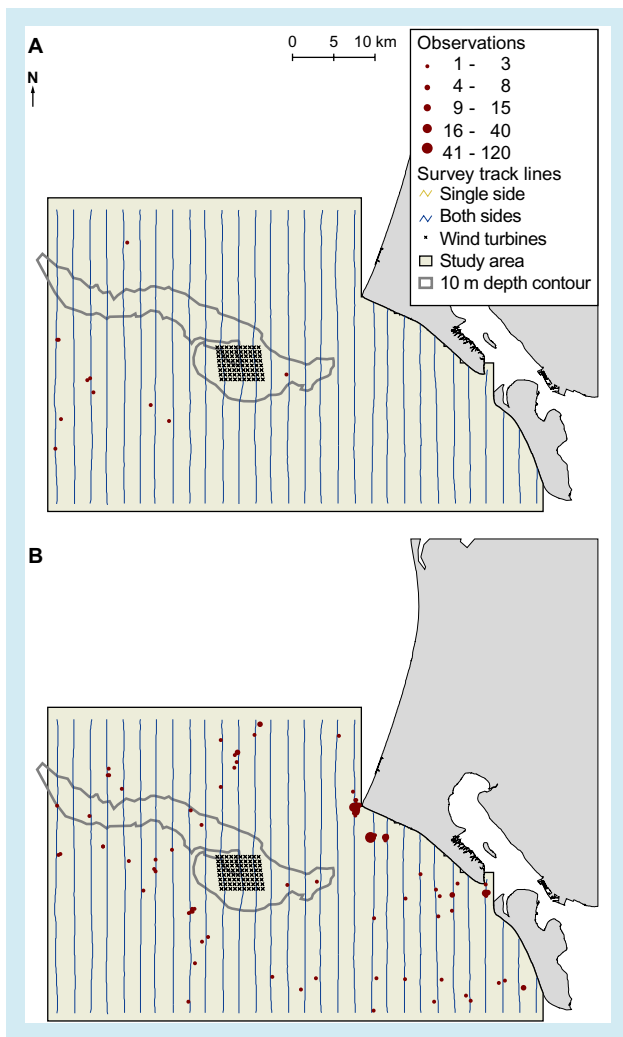 A
N
0 5 10 km
Observations
1 - 3
4 - 8
9 - 15
16 - 40
41 - 120
Survey track lines
Single side
Both sides
Wind turbines
Study area
10 m depth contour
B